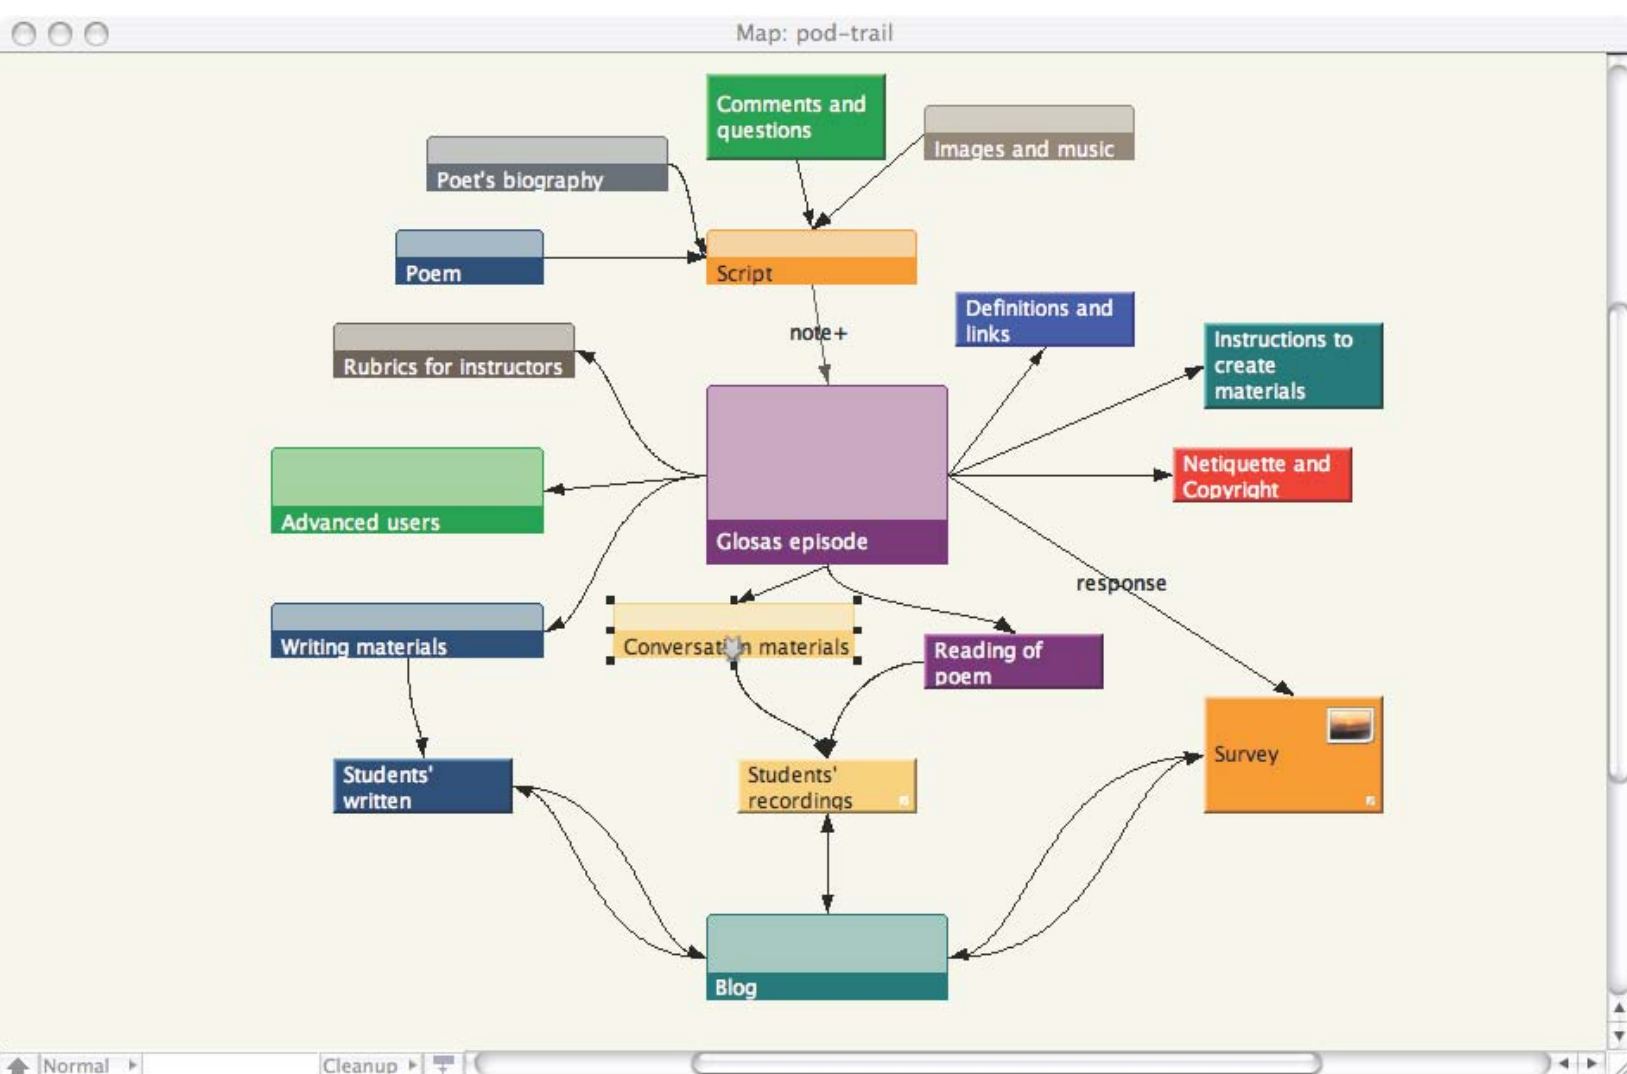 Map: pod-trail
Comments and
questions
Images and music
Poet's biography
Poem
Script
note+
Definitions and
links
Instructions to
create
materials
Rubrics for instructors
Netiquette and
Copyright
Advanced users
Glosas episode
response
Writing materials
Conversation materials
Reading of
poem
Survey
Students'
written
Students'
recordings
Blog
Normal
Cleanup